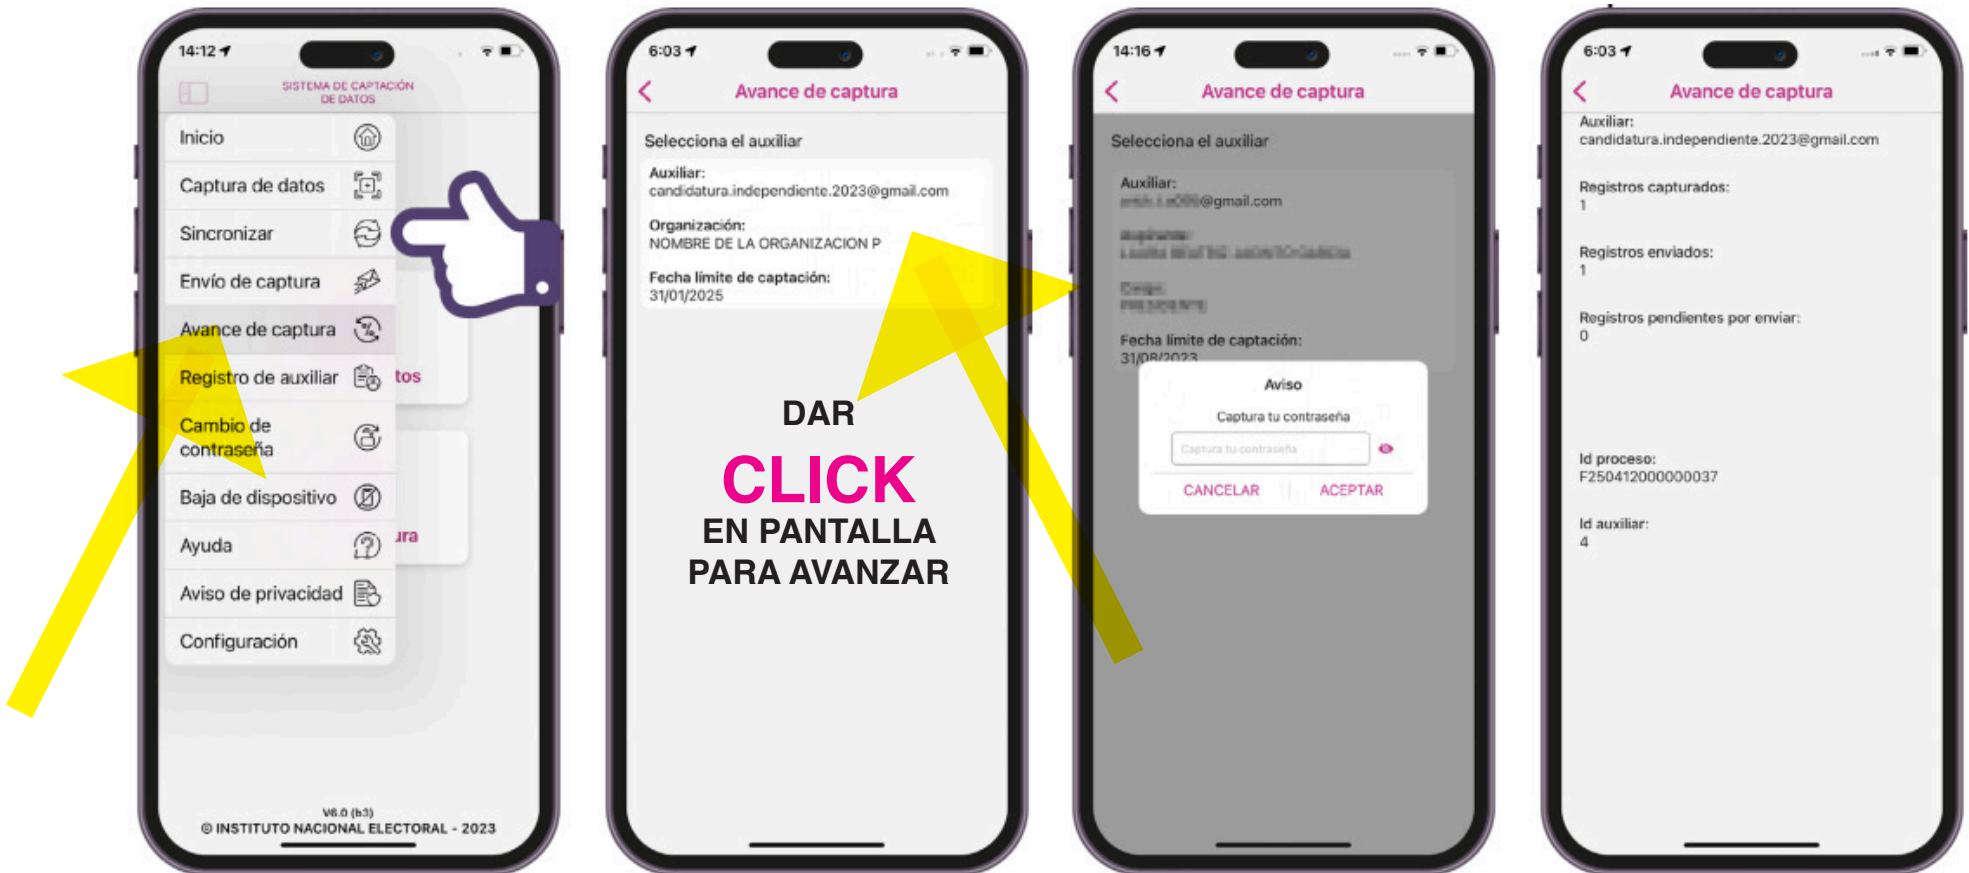 14:12
SISTEMA DE CAPTACIÓN
DE DATOS
Inicio
Captura de datos
Sincronizar
Envío de captura
Avance de captura
Registro de auxiliar
tos
Cambio de
contraseña
Baja de dispositivo
Ayuda
ura
Aviso de privacidad
Configuración
V6.0 (b3)
© INSTITUTO NACIONAL ELECTORAL - 2023
6:03
Avance de captura
Selecciona el auxiliar
Auxiliar:
candidatura.independiente.2023@gmail.com
Organización:
NOMBRE DE LA ORGANIZACION P
Fecha límite de captación:
31/01/2025
DAR
CLICK
EN PANTALLA
PARA AVANZAR
14:16
Avance de captura
Selecciona el auxiliar
Auxiliar:
@gmail.com
Fecha límite de captación:
31/08/2023
Aviso
Captura tu contraseña
Captura tu contraseña
CANCELAR
ACEPTAR
6:03
Avance de captura
Auxiliar:
candidatura.independiente.2023@gmail.com
Registros capturados:
1
Registros enviados:
1
Registros pendientes por enviar:
0
Id proceso:
F250412000000037
Id auxiliar:
4